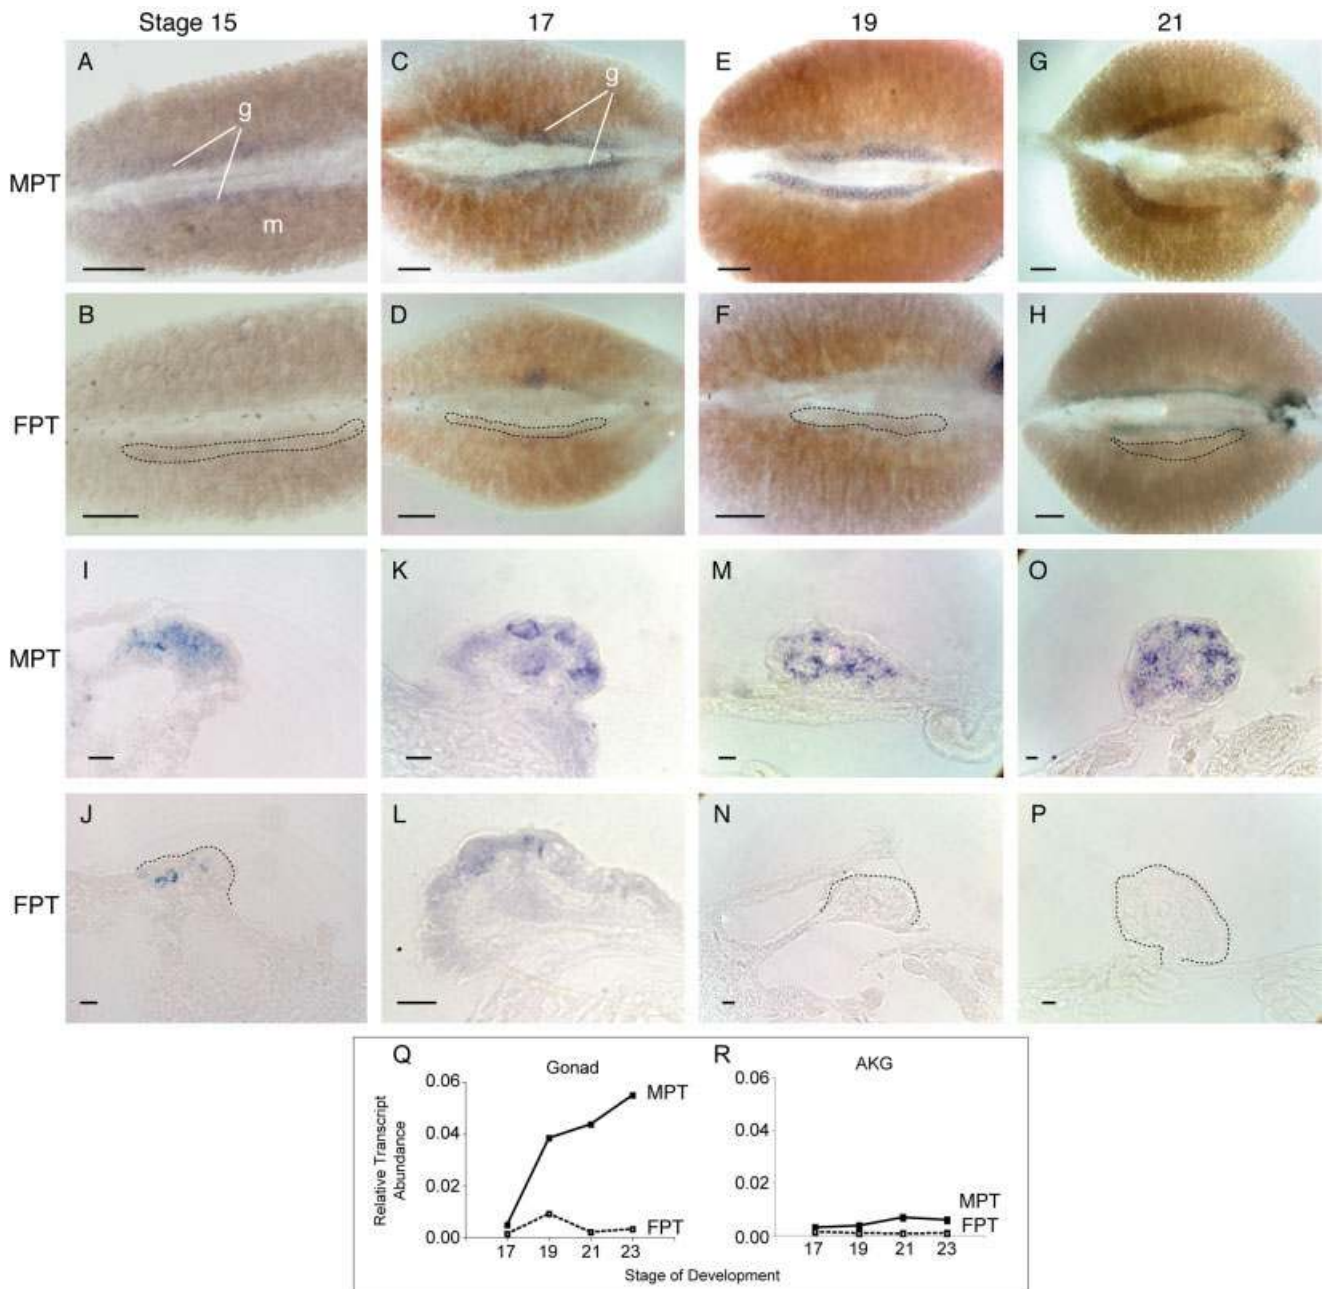 Stage 15 17 19 21
A C E G
g g
MPT
m
B D F H
FPT
I K M O
MPT
J L N P
FPT
Q Gonad R AKG
0.06 0.06
MPT
0.04 0.04
Relative Transcript
Abundance
0.02 0.02
MPT
FPT FPT
0.00 0.00
17 19 21 23 17 19 21 23
Stage of Development